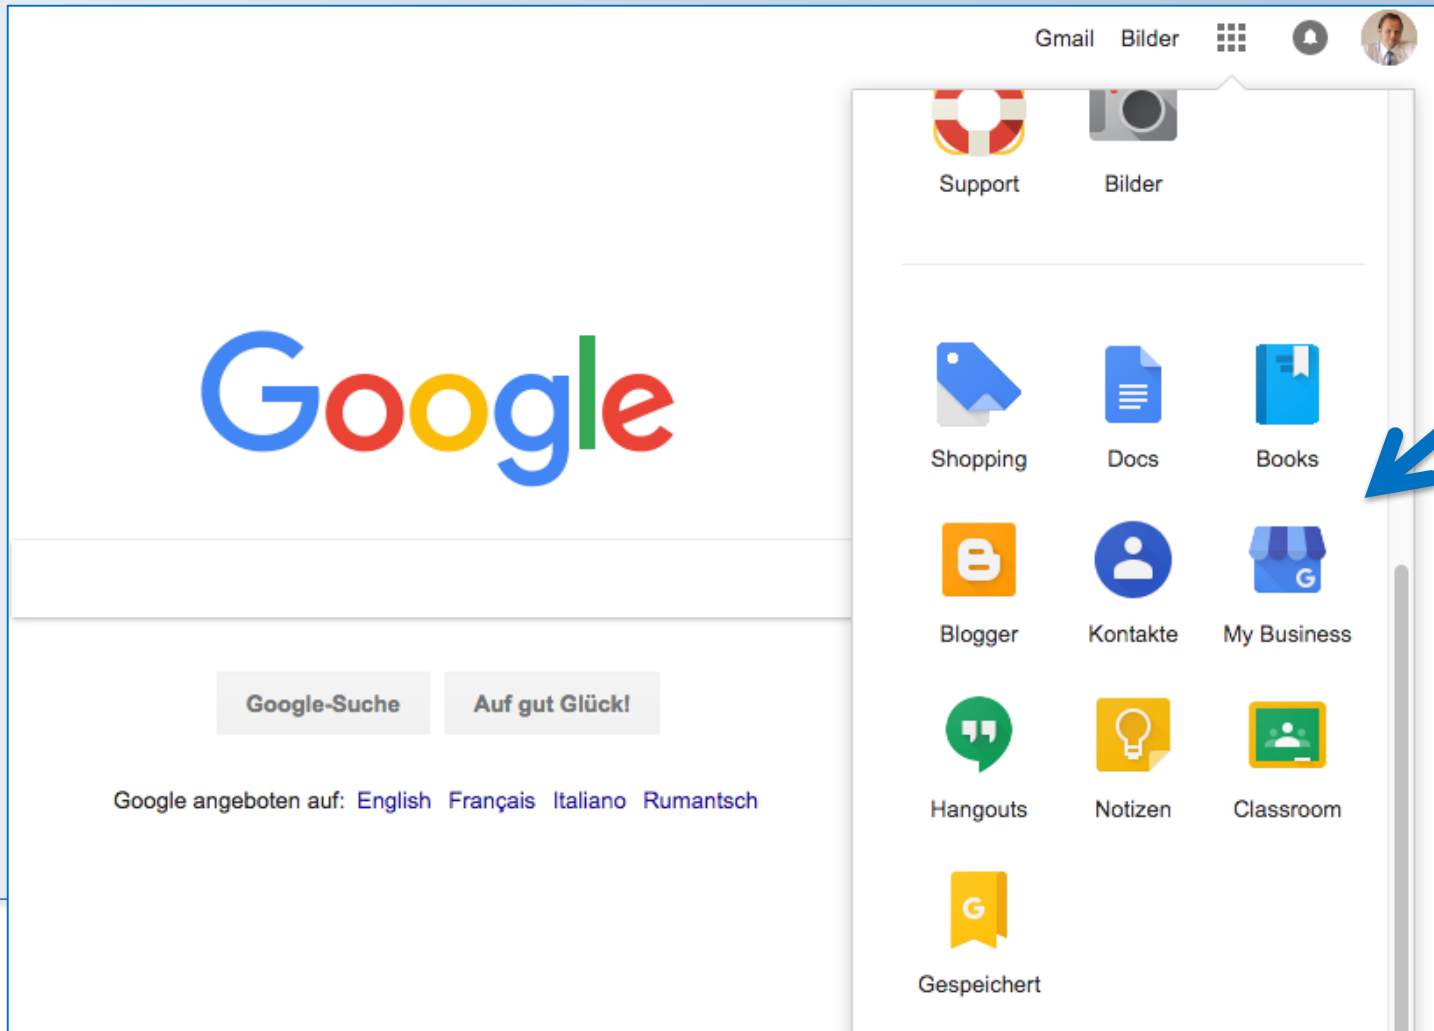 Gmail Bilder
Support Bilder
Google
Shopping Docs Books
G
Blogger Kontakte My Business
Google-Suche Auf gut Glück!
Google angeboten auf: English Français Italiano Rumantsch
Hangouts Notizen Classroom
G
Gespeichert